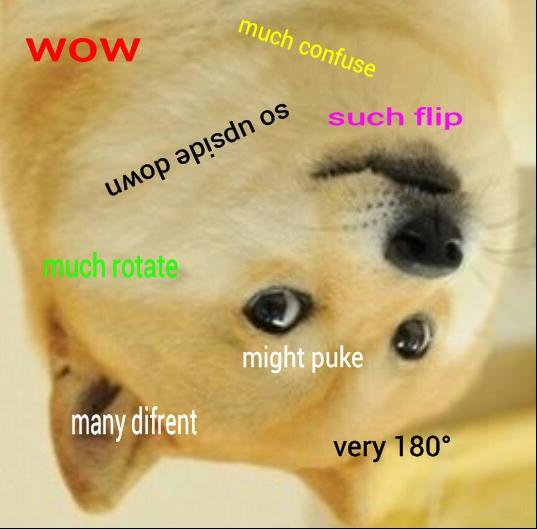 wow
much confuse
such flip
so upside down
much rotate
might puke
many difrent
very 180°